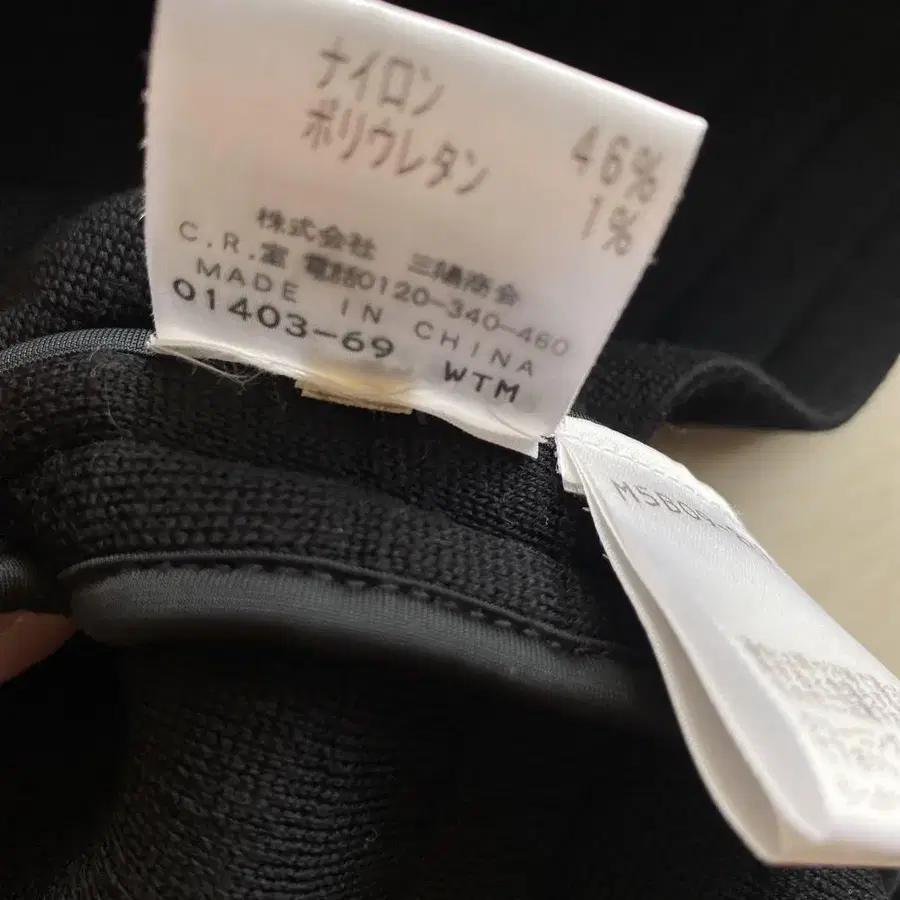 ナイロン 46%
ポリウレタン 1%
株式会社 三陽商会
C.R.室 電話0120-340-460
MADE IN CHINA
01403-69 WTM
M5B04